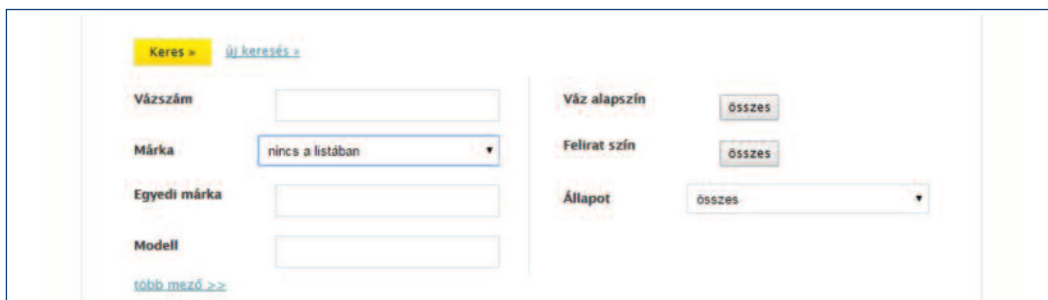 Keres » új keresés »
Vázszám
Márka nincs a listában
Egyedi márka
Modell
több mező >>
Váz alapszín összes
Felirat szín összes
Állapot összes